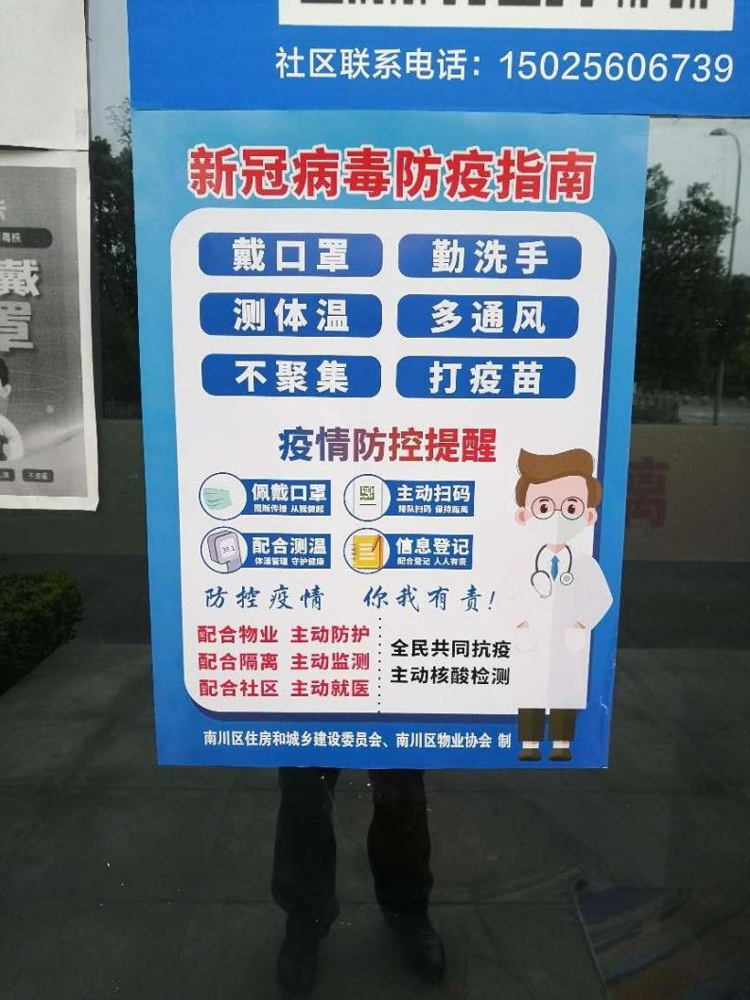 社区联系电话：15025606739
新冠病毒防疫指南
戴口罩 勤洗手
测体温 多通风
不聚集 打疫苗
疫情防控提醒
佩戴口罩 主动扫码
阻断传播 从我做起 排队扫码 保持距离
配合测温 信息登记
体温管理 守护健康 配合登记 人人有责
防控疫情 你我有责！
配合物业 主动防护
配合隔离 主动监测
配合社区 主动就医
全民共同抗疫
主动核酸检测
南川区住房和城乡建设委员会、南川区物业协会 制
戴
罩
不聚集
离